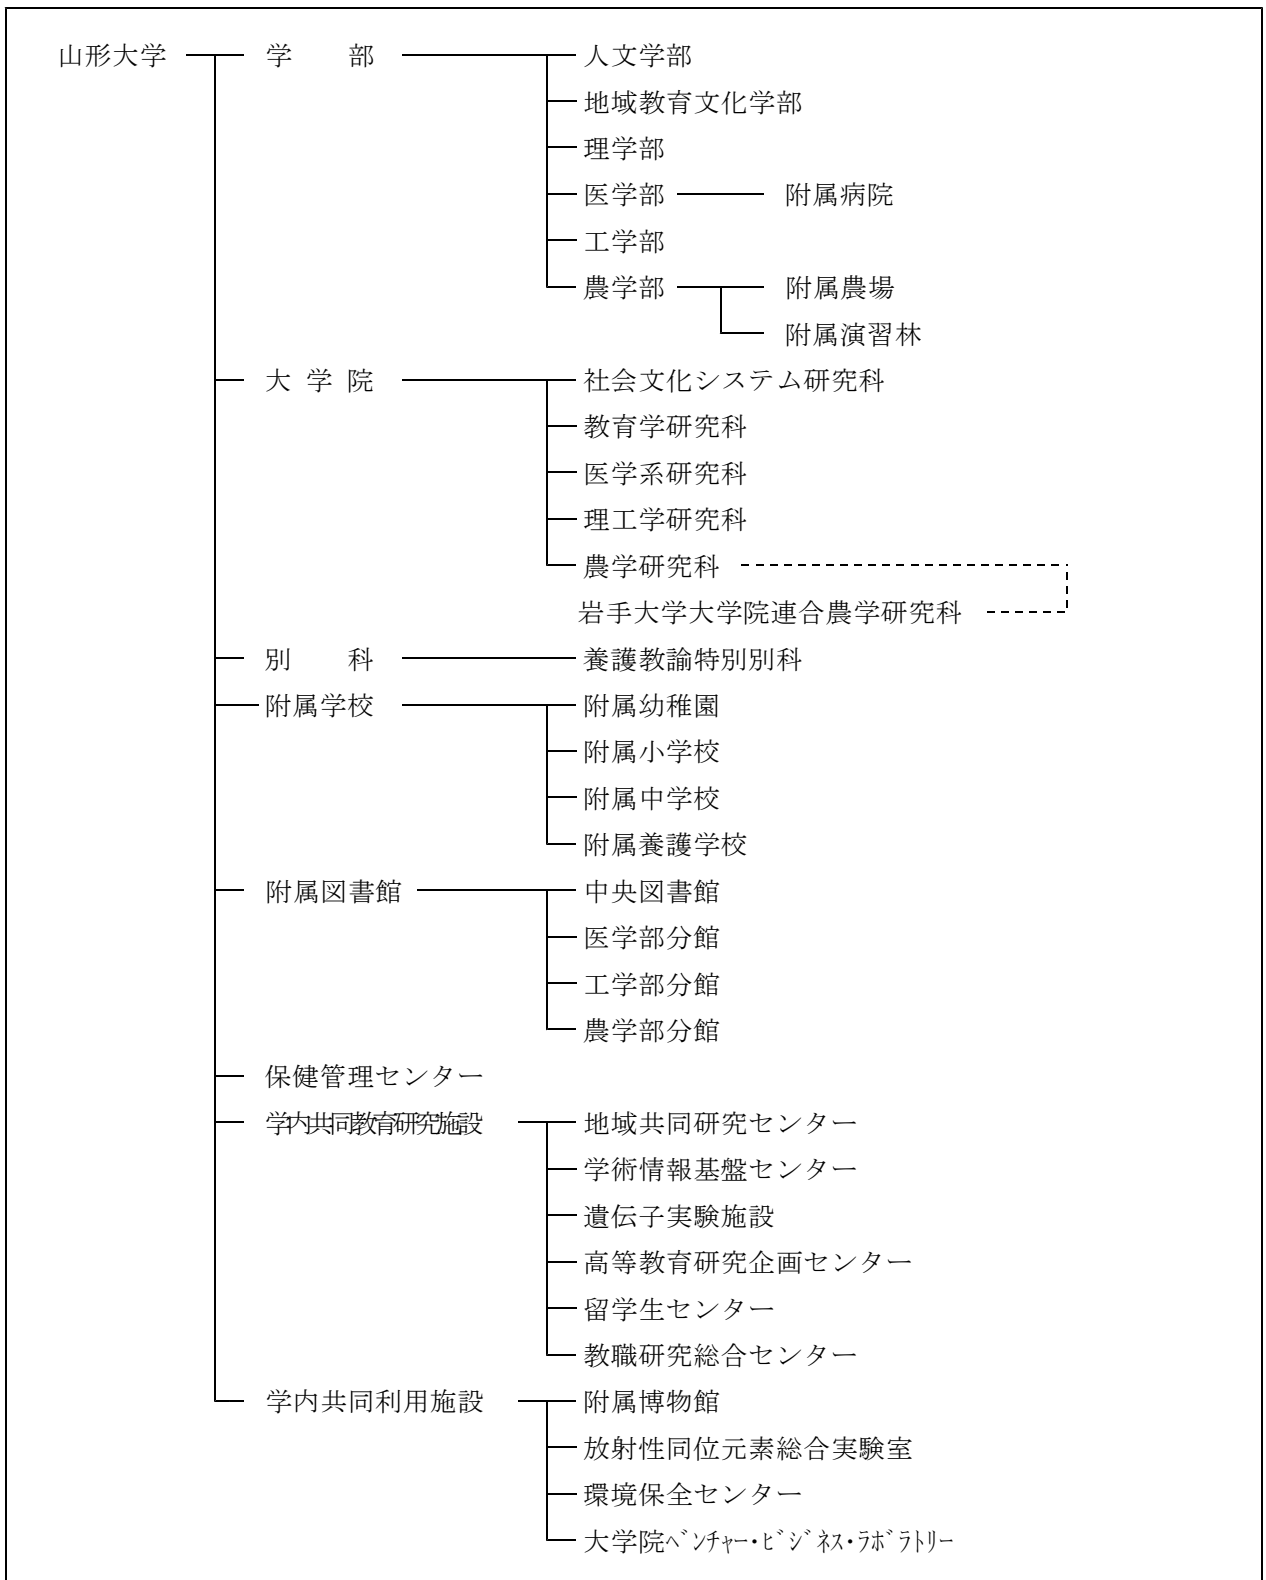 山形大学 学 部 人文学部
地域教育文化学部
理学部
医学部 附属病院
工学部
農学部 附属農場
附属演習林
大 学 院 社会文化システム研究科
教育学研究科
医学系研究科
理工学研究科
農学研究科
岩手大学大学院連合農学研究科
別 科 養護教諭特別別科
附属学校 附属幼稚園
附属小学校
附属中学校
附属養護学校
附属図書館 中央図書館
医学部分館
工学部分館
農学部分館
保健管理センター
学内共同教育研究施設 地域共同研究センター
学術情報基盤センター
遺伝子実験施設
高等教育研究企画センター
留学生センター
教職研究総合センター
学内共同利用施設 附属博物館
放射性同位元素総合実験室
環境保全センター
大学院ベンチャー・ビジネス・ラボラトリー